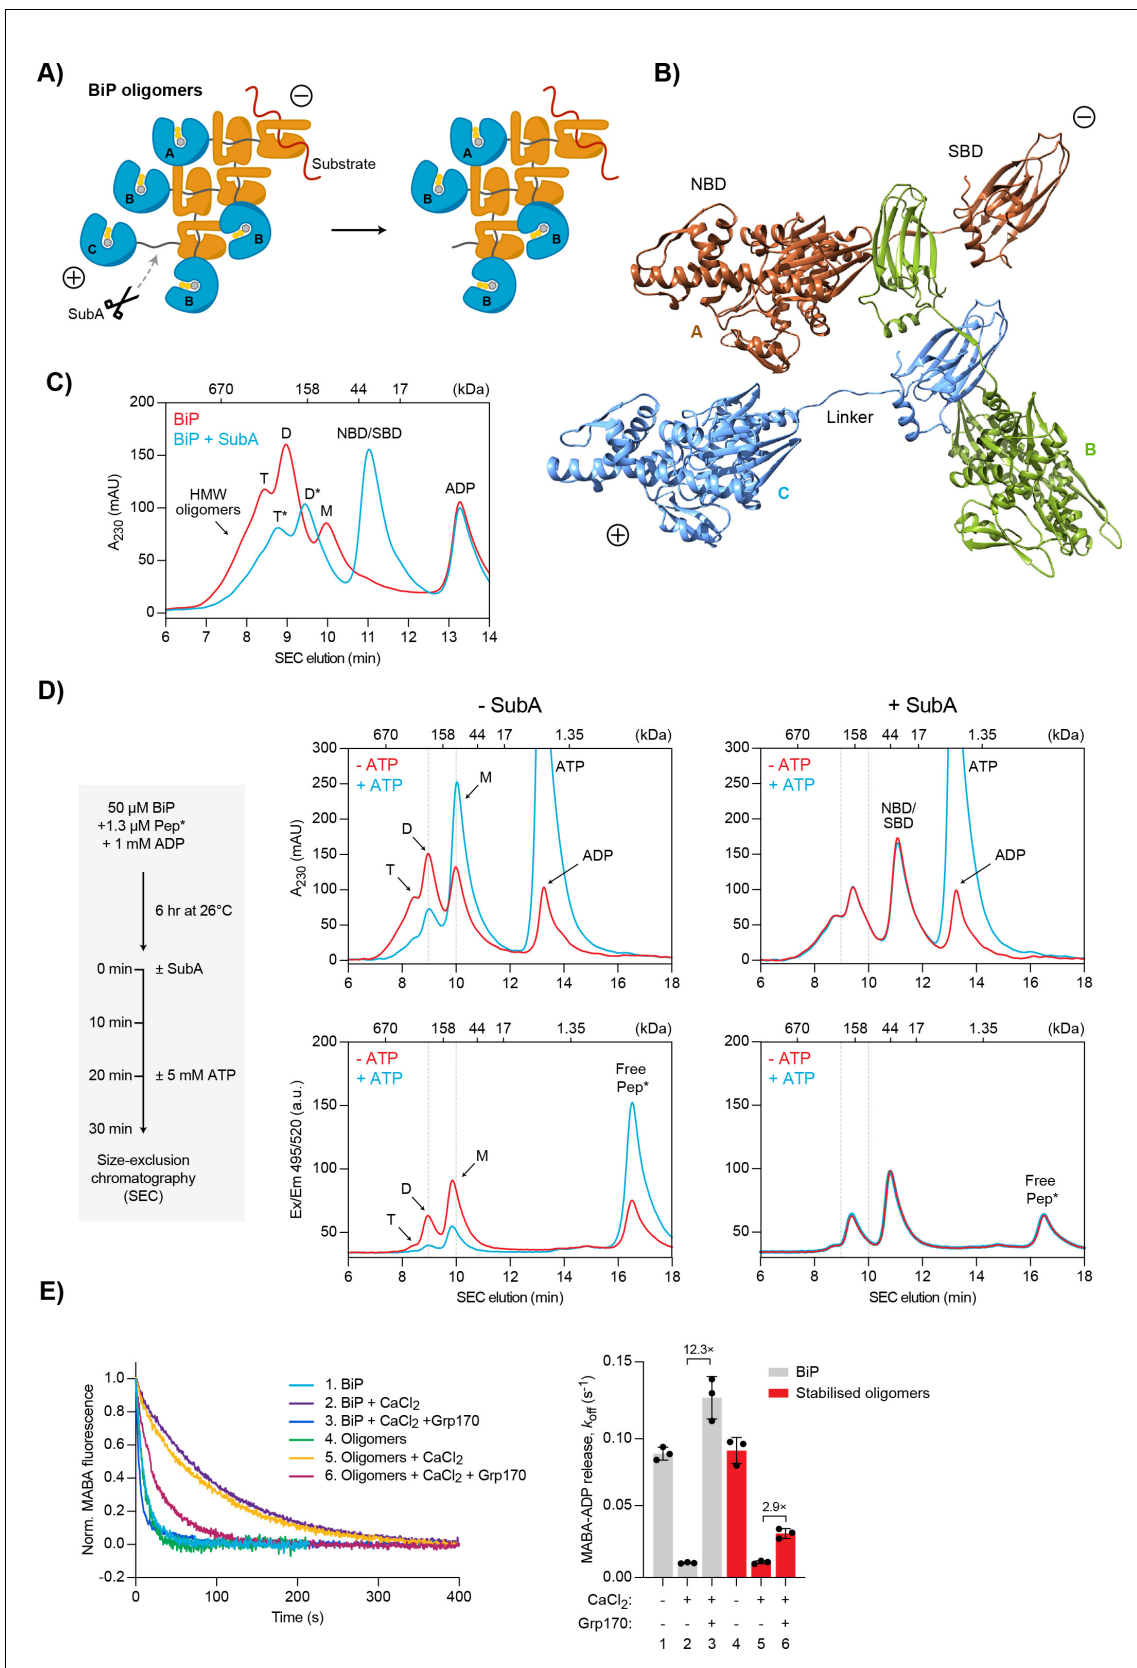 A)
BiP oligomers
−
Substrate
A
B
B
C
B
+
SubA
A
B
B
B
B)
NBD
SBD
−
A
Linker
B
C
+
C)
670 158 44 17 (kDa)
BiP
BiP + SubA
HMW
oligomers
T
D
T*
D*
M
NBD/SBD
ADP
A230 (mAU)
200
150
100
50
0
6 7 8 9 10 11 12 13 14
SEC elution (min)
D)
50 µM BiP
+1.3 µM Pep*
+ 1 mM ADP
6 hr at 26°C
0 min ± SubA
10 min
20 min ± 5 mM ATP
30 min
Size-exclusion
chromatography
(SEC)
- SubA
670 158 44 17 1.35 (kDa)
- ATP
+ ATP
T
D
M
ATP
ADP
A230 (mAU)
300
250
200
150
100
50
0
6 8 10 12 14 16 18
+ SubA
670 158 44 17 1.35 (kDa)
- ATP
+ ATP
NBD/
SBD
ATP
ADP
300
250
200
150
100
50
0
6 8 10 12 14 16 18
670 158 44 17 1.35 (kDa)
- ATP
+ ATP
T
D
M
Free
Pep*
Ex/Em 495/520 (a.u.)
200
150
100
50
6 8 10 12 14 16 18
SEC elution (min)
670 158 44 17 1.35 (kDa)
- ATP
+ ATP
Free
Pep*
200
150
100
50
6 8 10 12 14 16 18
SEC elution (min)
E)
Norm. MABA fluorescence
1.0
0.8
0.6
0.4
0.2
0.0
-0.2
0 100 200 300 400
Time (s)
1. BiP
2. BiP + CaCl2
3. BiP + CaCl2 +Grp170
4. Oligomers
5. Oligomers + CaCl2
6. Oligomers + CaCl2 + Grp170
MABA-ADP release, koff (s-1)
0.15
0.10
0.05
0.00
12.3×
2.9×
BiP
Stabilised oligomers
CaCl2: - + + - + +
Grp170: + +
1 2 3 4 5 6